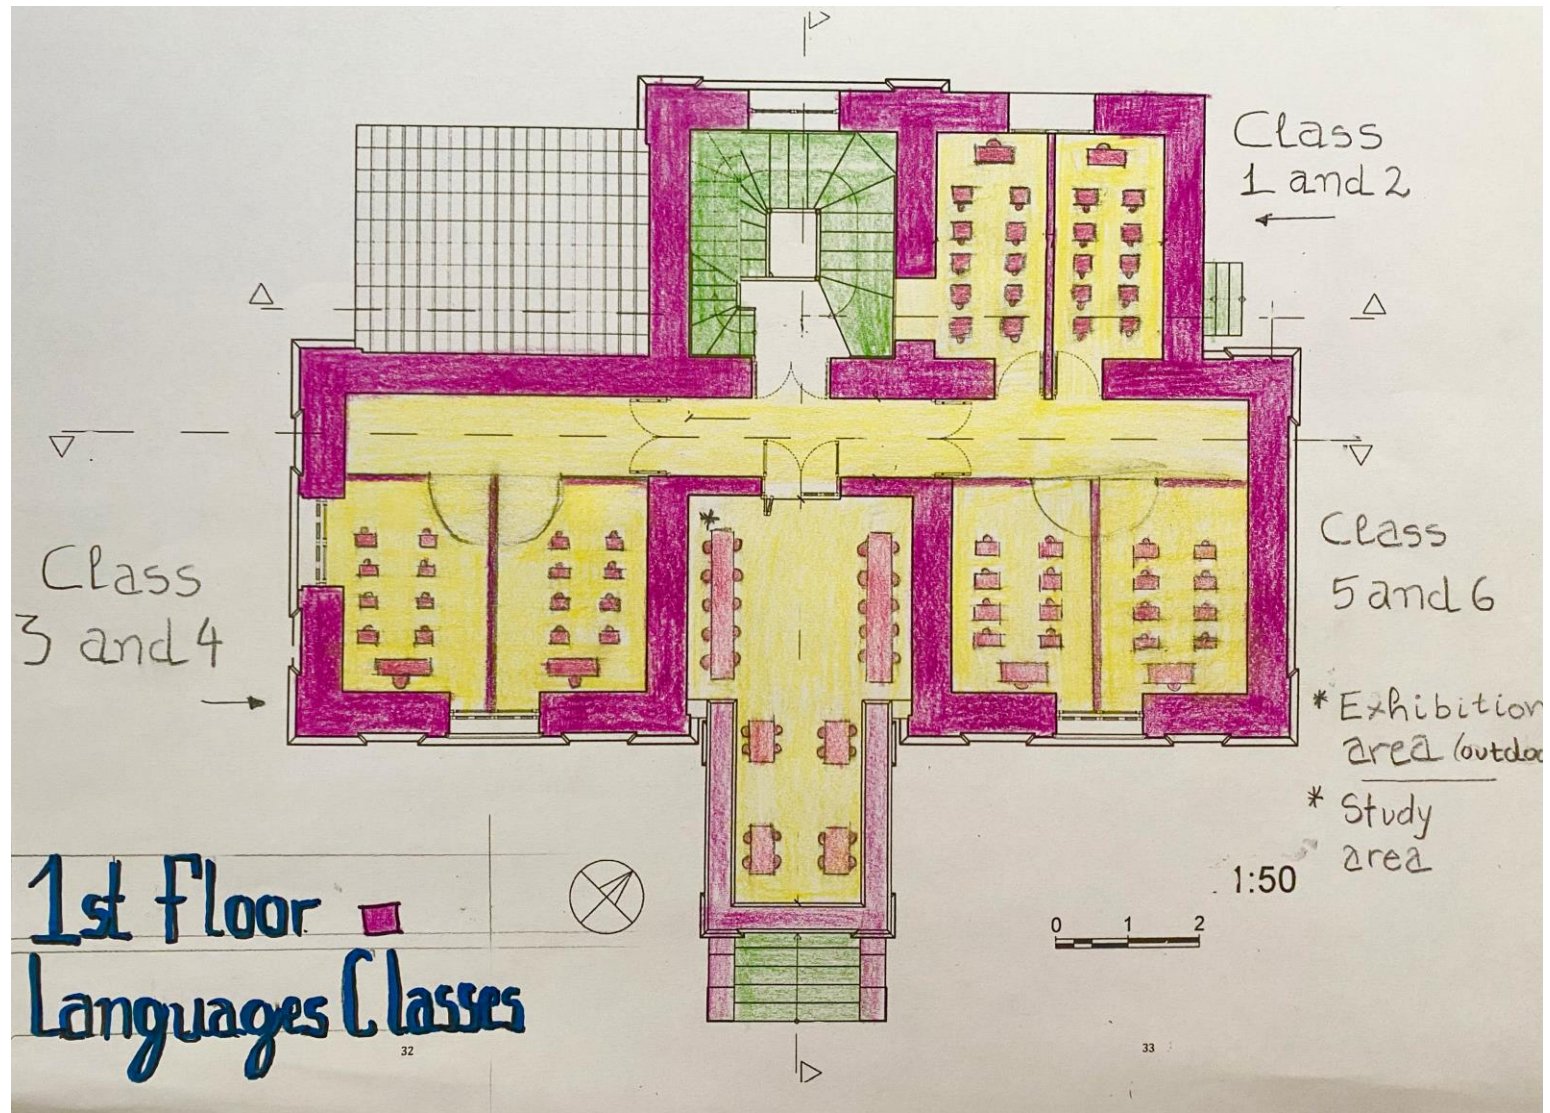 Class
1 and 2
Class
3 and 4
Class
5 and 6
* Exhibition
area
* Study
area
1:50
0 1 2
1st Floor
Languages Classes
32
33